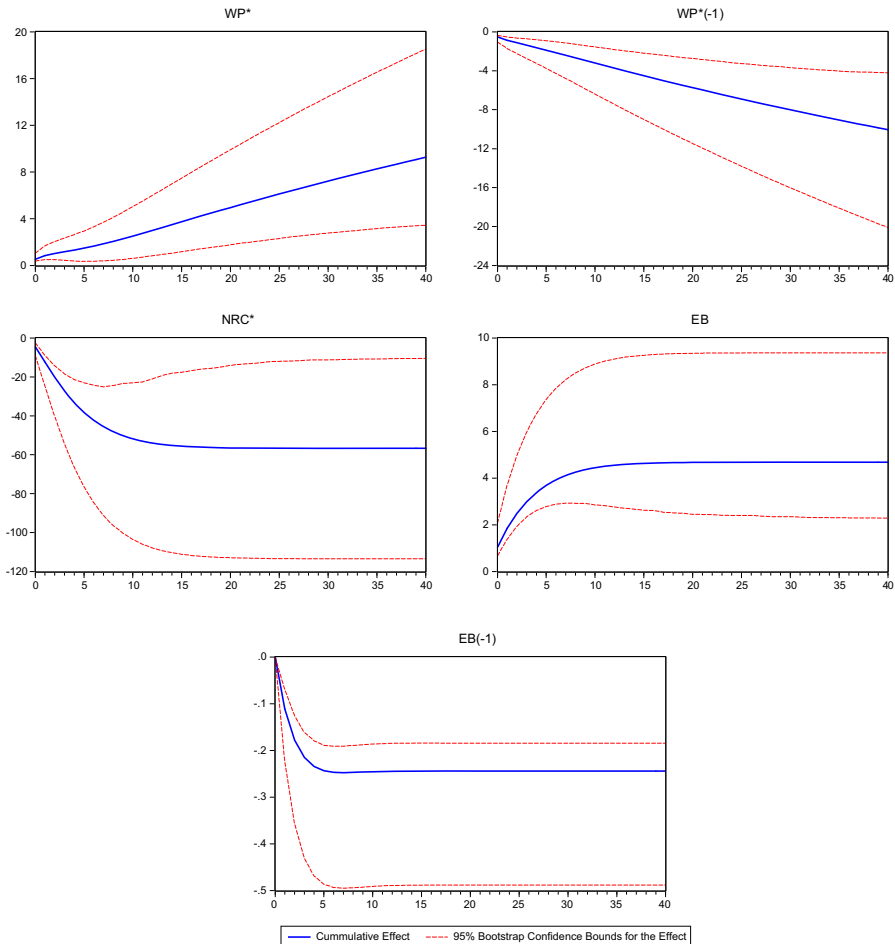 WP*
20
16
12
8
4
0
0 5 10 15 20 25 30 35 40
WP*(-1)
0
-4
-8
-12
-16
-20
-24
0 5 10 15 20 25 30 35 40
NRC*
0
-20
-40
-60
-80
-100
-120
0 5 10 15 20 25 30 35 40
EB
10
8
6
4
2
0
0 5 10 15 20 25 30 35 40
EB(-1)
.0
-.1
-.2
-.3
-.4
-.5
0 5 10 15 20 25 30 35 40
Cummulative Effect 95% Bootstrap Confidence Bounds for the Effect